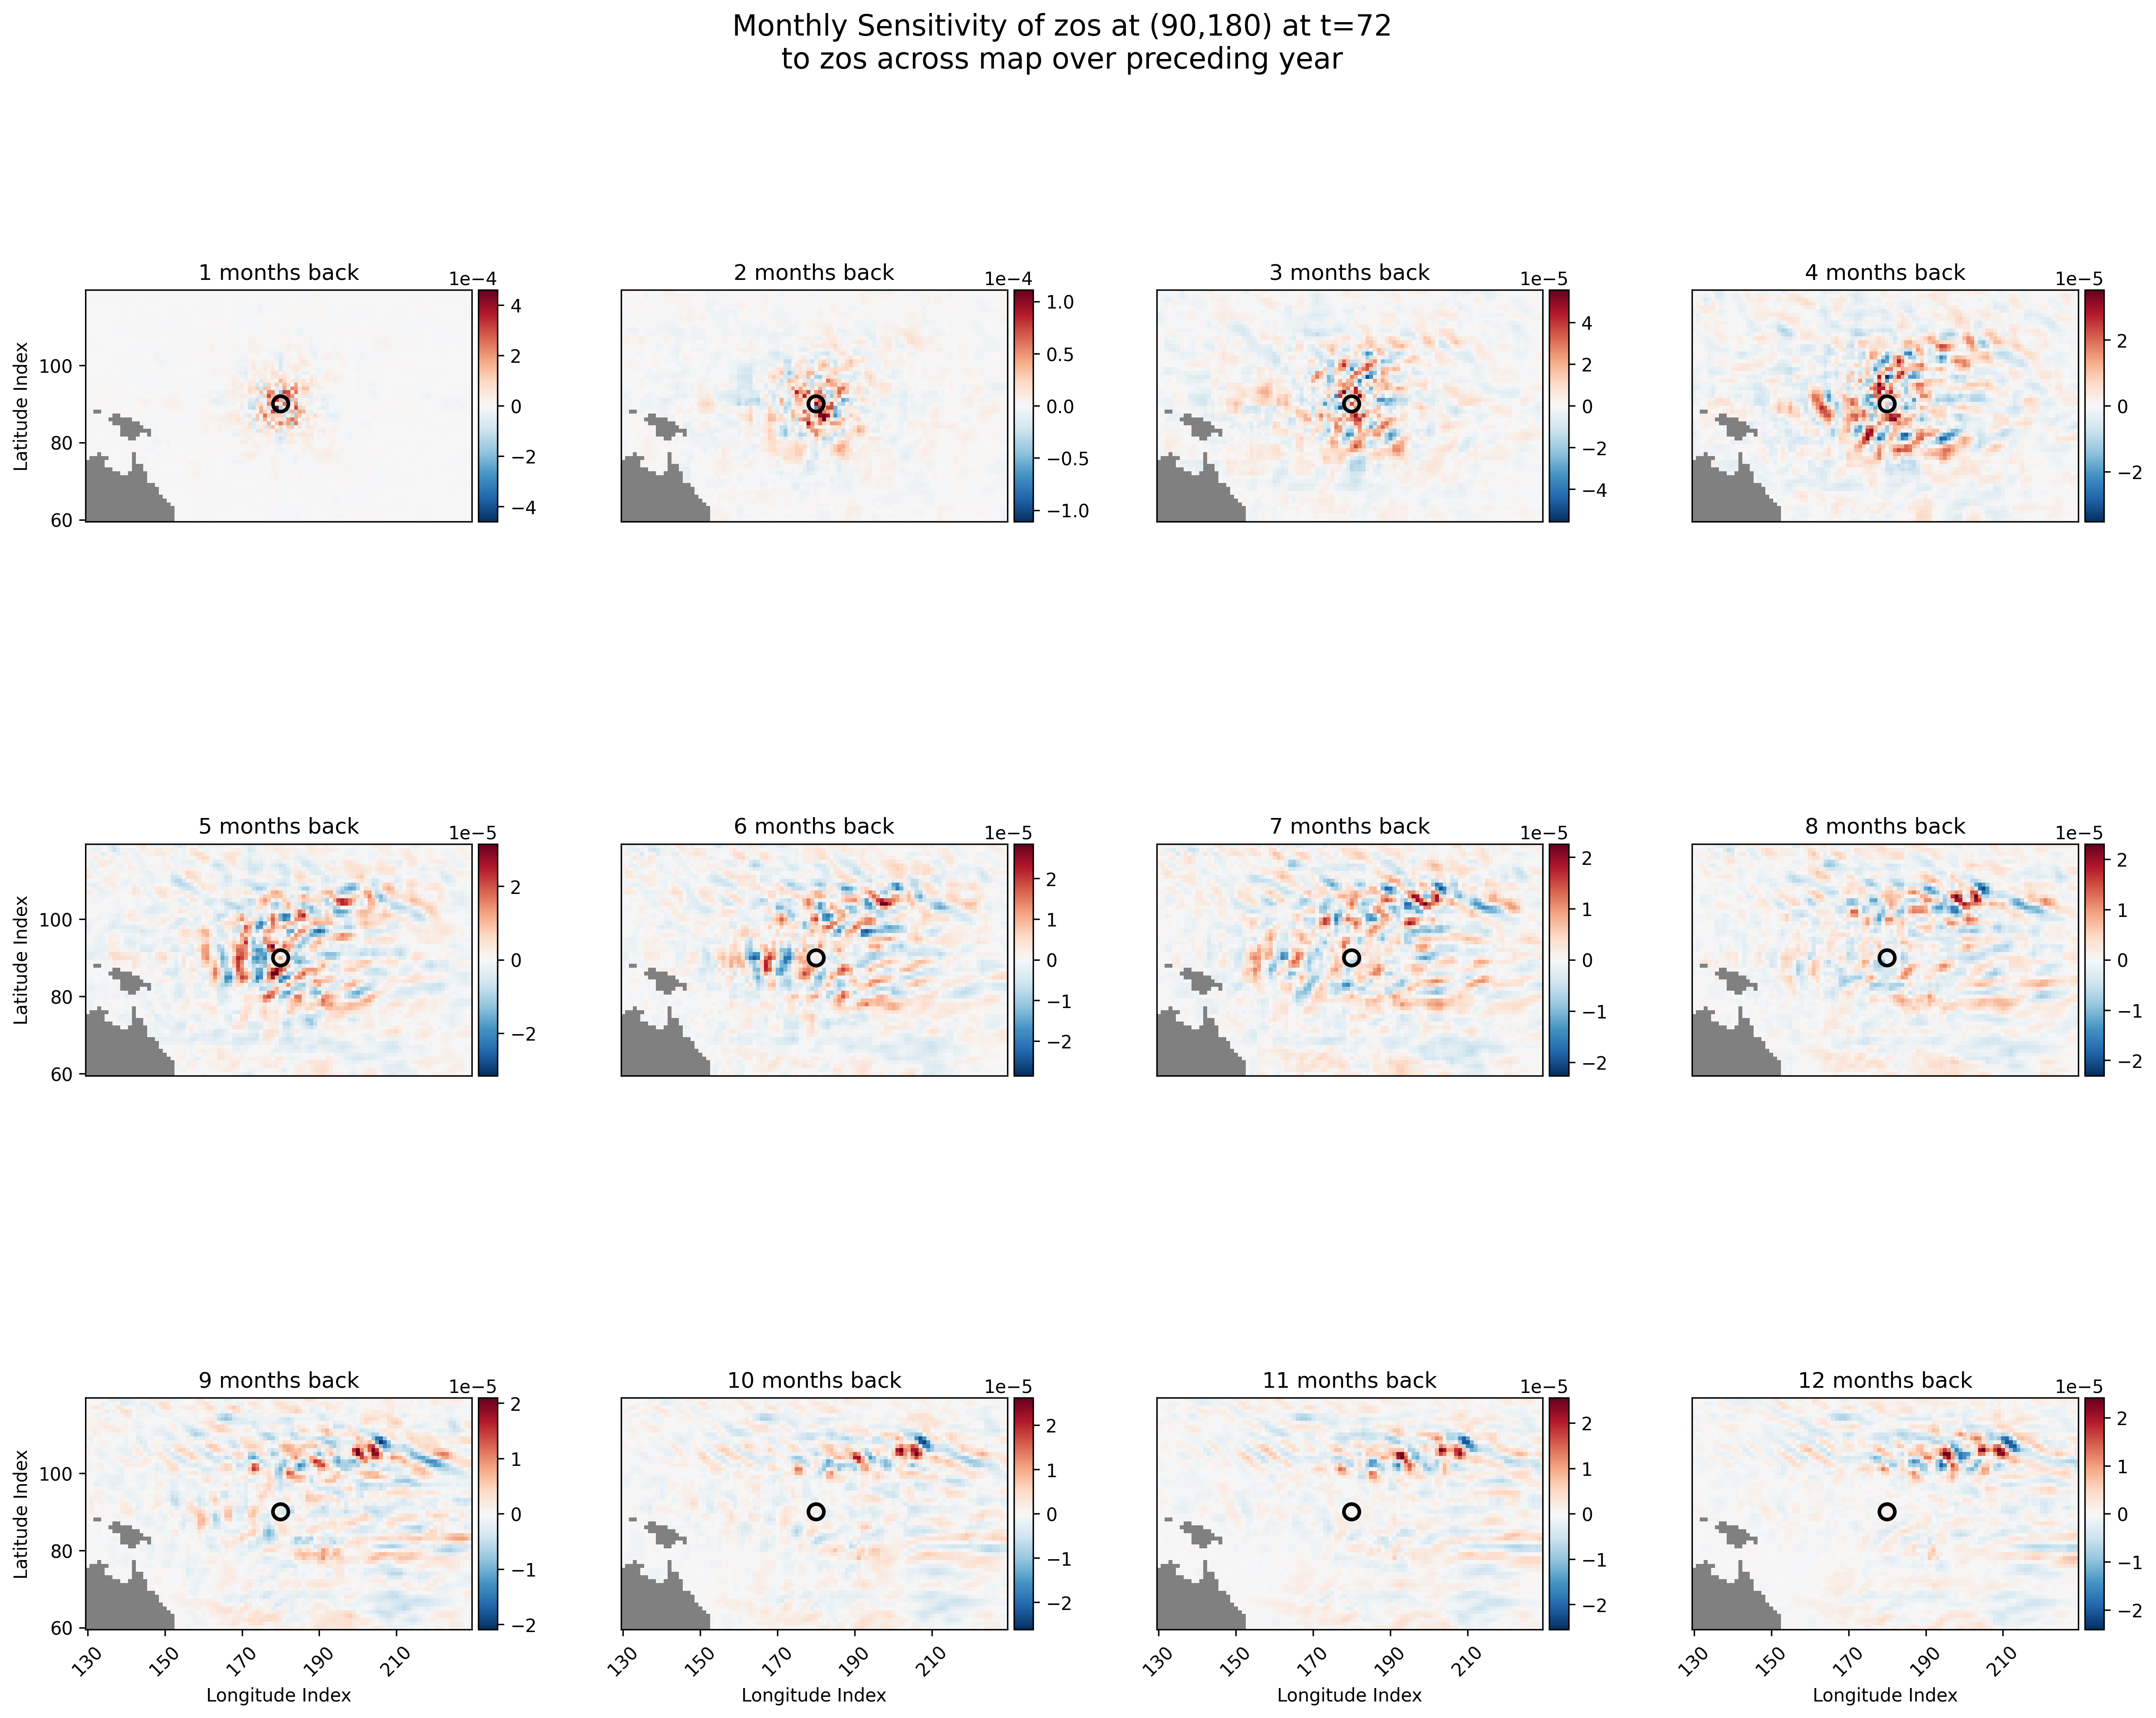 Monthly Sensitivity of zos at (90,180) at t=72
to zos across map over preceding year
1 months back
1e−4
2 months back
1e−4
3 months back
1e−5
4 months back
1e−5
Latitude Index
100
80
60
4
2
0
−2
−4
1.0
0.5
0.0
−0.5
−1.0
4
2
0
−2
−4
2
0
−2
5 months back
1e−5
6 months back
1e−5
7 months back
1e−5
8 months back
1e−5
Latitude Index
100
80
60
2
0
−2
2
1
0
−1
−2
2
1
0
−1
−2
2
1
0
−1
−2
9 months back
1e−5
10 months back
1e−5
11 months back
1e−5
12 months back
1e−5
Latitude Index
100
80
60
2
1
0
−1
−2
2
1
0
−1
−2
2
1
0
−1
−2
2
1
0
−1
−2
130 150 170 190 210
130 150 170 190 210
130 150 170 190 210
130 150 170 190 210
Longitude Index
Longitude Index
Longitude Index
Longitude Index